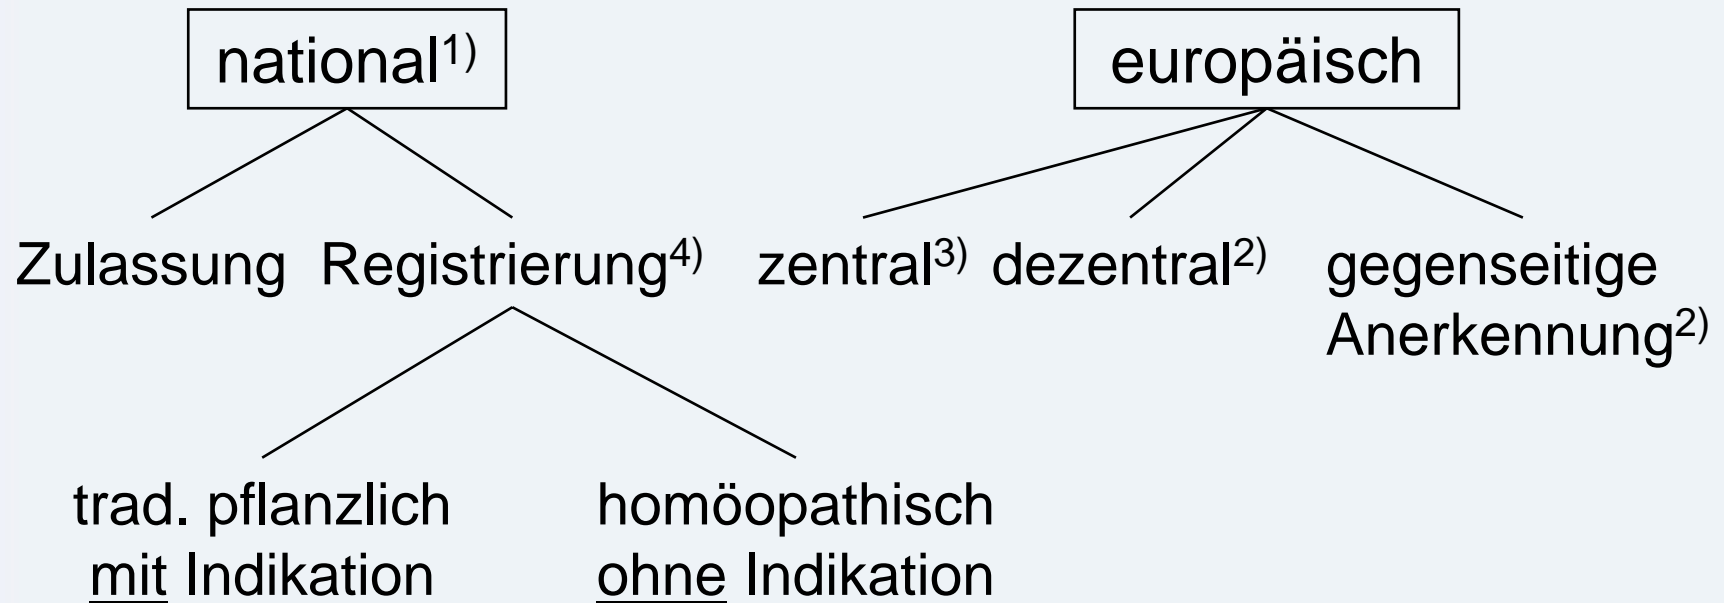 national1)
europäisch
Zulassung
Registrierung4)
zentral3)
dezentral2)
gegenseitige
Anerkennung2)
trad. pflanzlich
mit Indikation
homöopathisch
ohne Indikation